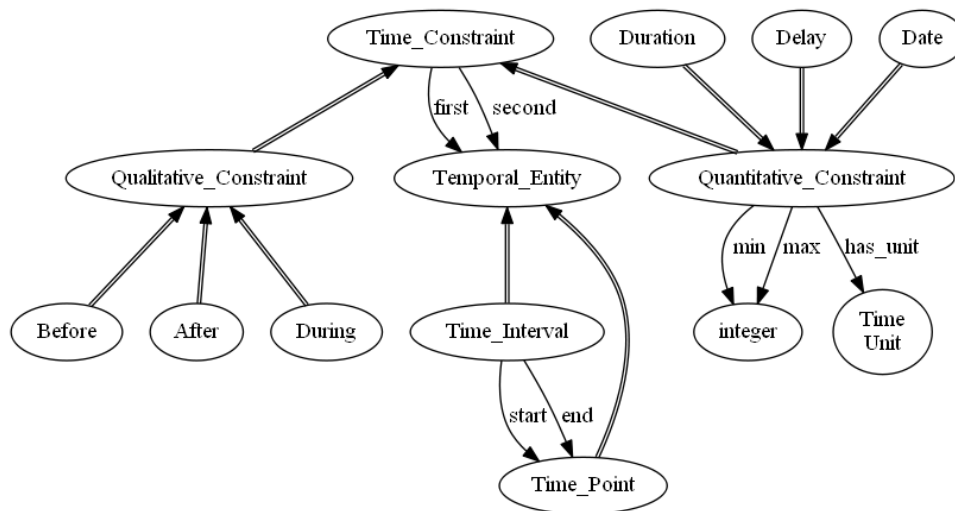 Time_Constraint
Duration
Delay
Date
first
second
Qualitative_Constraint
Temporal_Entity
Quantitative_Constraint
min
max
has_unit
Before
After
During
Time_Interval
integer
Time
Unit
start
end
Time_Point